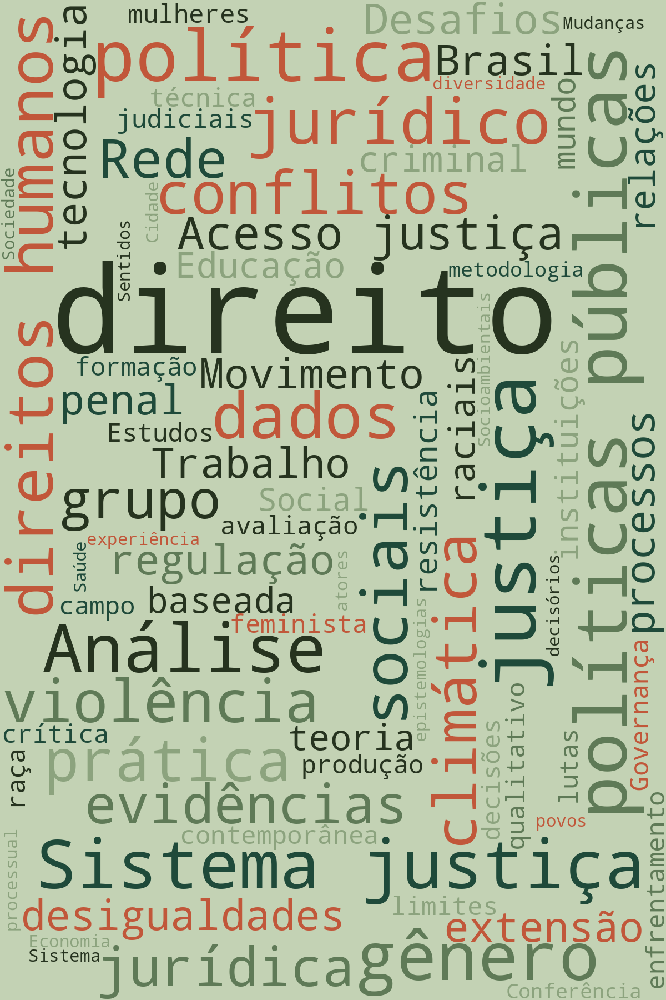 mulheres
Desafios
Mudanças
política
Brasil
diversidade
técnica
judiciais
jurídico
Rede
criminal
conflitos
mundo
relações
direitos humanos
tecnologia
Sociedade
Cidade
Sentidos
Acesso justiça
Educação
metodologia
direito
políticas públicas
Socioambientais
instituições
formação
Movimento
penal
dados
Estudos
Trabalho
grupo
Social
avaliação
experiência
regulação
Saúde
atores
campo
baseada
feminista
sociais
resistência
raciais
justiça
processos
decisórios
Análise
epistemologias
climática
violência
crítica
teoria
raça
prática
produção
decisões
qualitativo
lutas
Governança
evidências
povos
contemporânea
processual
Sistema justiça
enfrentamento
desigualdades
limites
extensão
Economia
Sistema
jurídica
gênero
Conferência